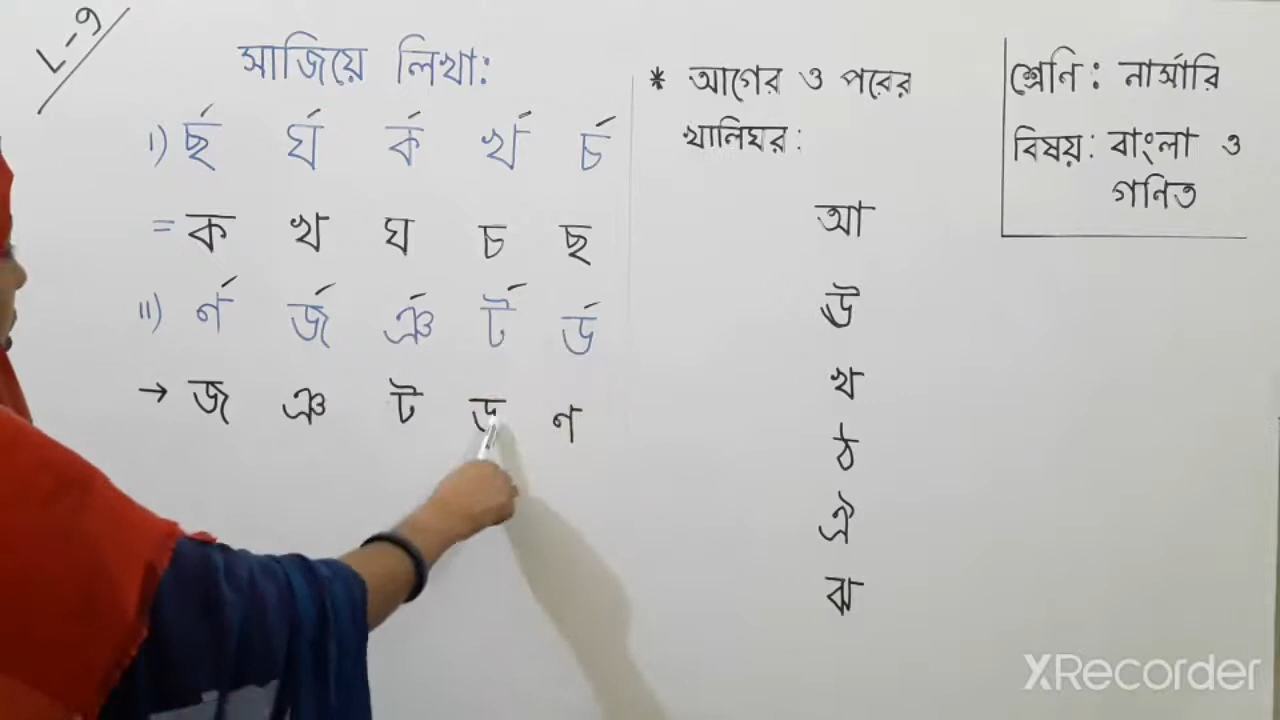 L-9
সাজিয়ে লিখা:
i) ছ ঘ ক খ চ
= ক খ ঘ চ ছ
ii) ণ জ ঞ ট ড
→ জ ঞ ট ড ণ
* আগের ও পরের
খালিঘর:
আ
ঊ
খ
ঠ
ঐ
ঝ
শ্রেণি : নার্সারি
বিষয়: বাংলা ও
গনিত
XRecorder